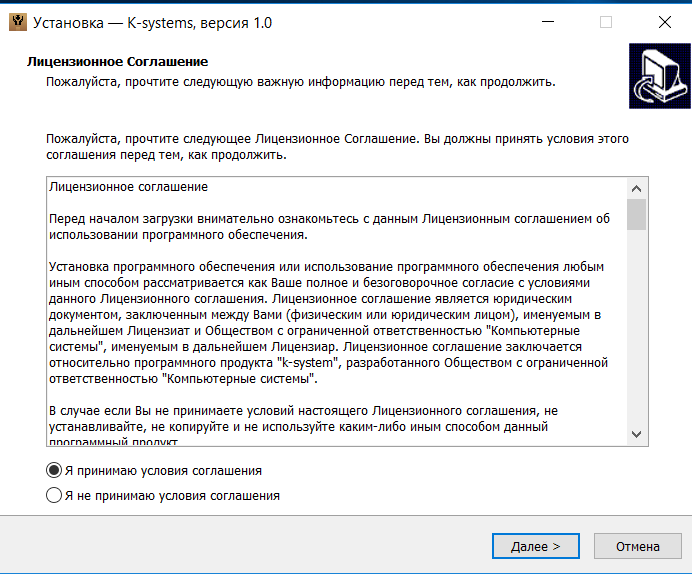 Установка — K-systems, версия 1.0
Лицензионное Соглашение
Пожалуйста, прочтите следующую важную информацию перед тем, как продолжить.
Пожалуйста, прочтите следующее Лицензионное Соглашение. Вы должны принять условия этого
соглашения перед тем, как продолжить.
Лицензионное соглашение
Перед началом загрузки внимательно ознакомьтесь с данным Лицензионным соглашением об
использовании программного обеспечения.
Установка программного обеспечения или использование программного обеспечения любым
иным способом рассматривается как Ваше полное и безоговорочное согласие с условиями
данного Лицензионного соглашения. Лицензионное соглашение является юридическим
документом, заключенным между Вами (физическим или юридическим лицом), именуемым в
дальнейшем Лицензиат и Обществом с ограниченной ответственностью "Компьютерные
системы", именуемым в дальнейшем Лицензиар. Лицензионное соглашение заключается
относительно программного продукта "k-system", разработанного Обществом с ограниченной
ответственностью "Компьютерные системы".
В случае если Вы не принимаете условий настоящего Лицензионного соглашения, не
устанавливайте, не копируйте и не используйте каким-либо иным способом данный
программный продукт
Я принимаю условия соглашения
Я не принимаю условия соглашения
Далее >
Отмена